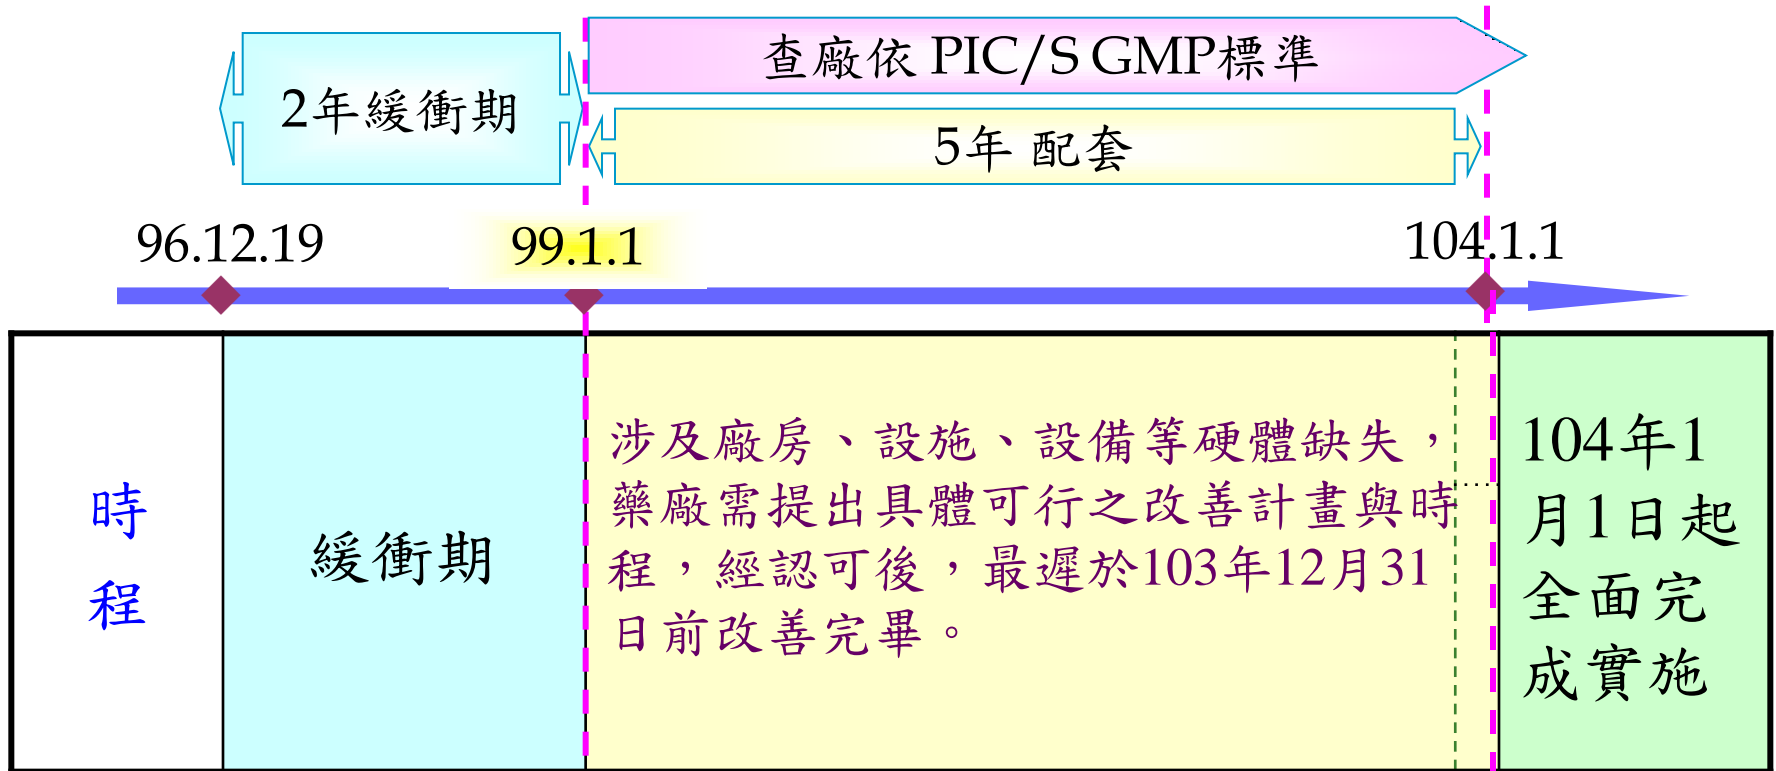 查廠依 PIC/S GMP標準
2年緩衝期
5年 配套
96.12.19
99.1.1
104.1.1
時
程
緩衝期
涉及廠房、設施、設備等硬體缺失，
藥廠需提出具體可行之改善計畫與時
程，經認可後，最遲於103年12月31
日前改善完畢。
104年1
月1日起
全面完
成實施